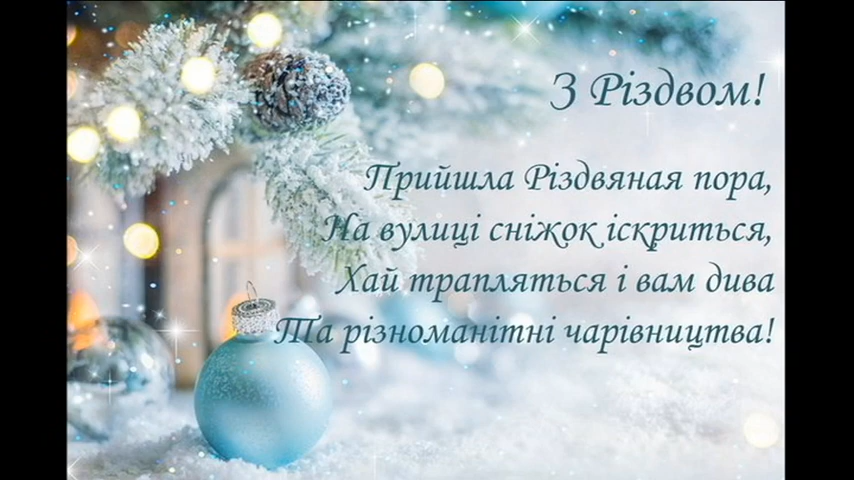 З Різдвом!
Прийшла Різдвяная пора,
На вулиці сніжок іскриться,
Хай трапляться і вам дива
Та різноманітні чарівництва!